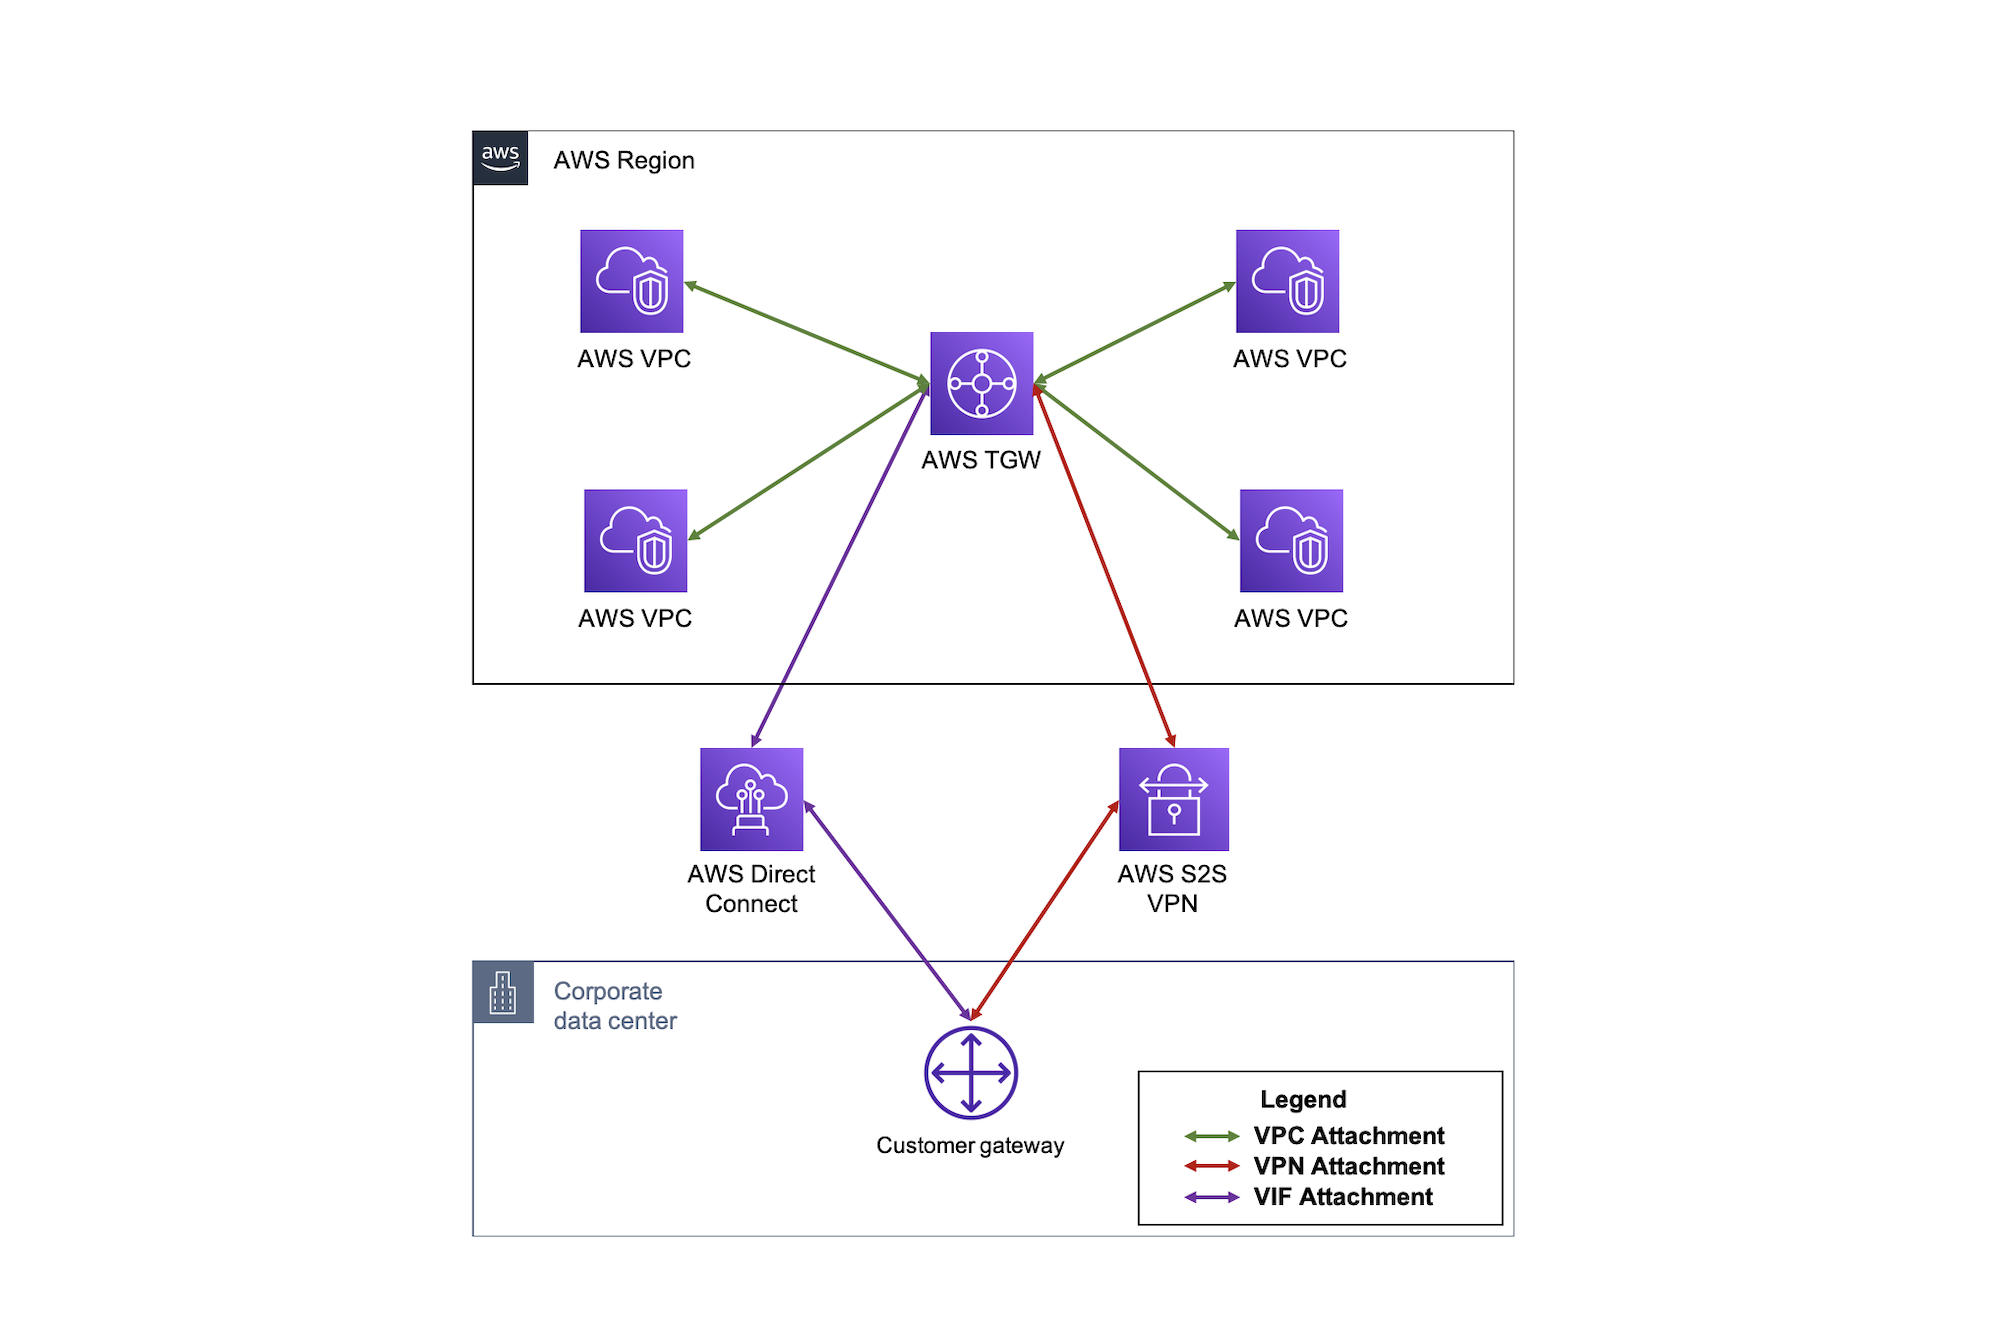 aws
AWS Region
AWS VPC
AWS VPC
AWS TGW
AWS VPC
AWS VPC
AWS Direct
Connect
AWS S2S
VPN
Corporate
data center
Customer gateway
Legend
VPC Attachment
VPN Attachment
VIF Attachment